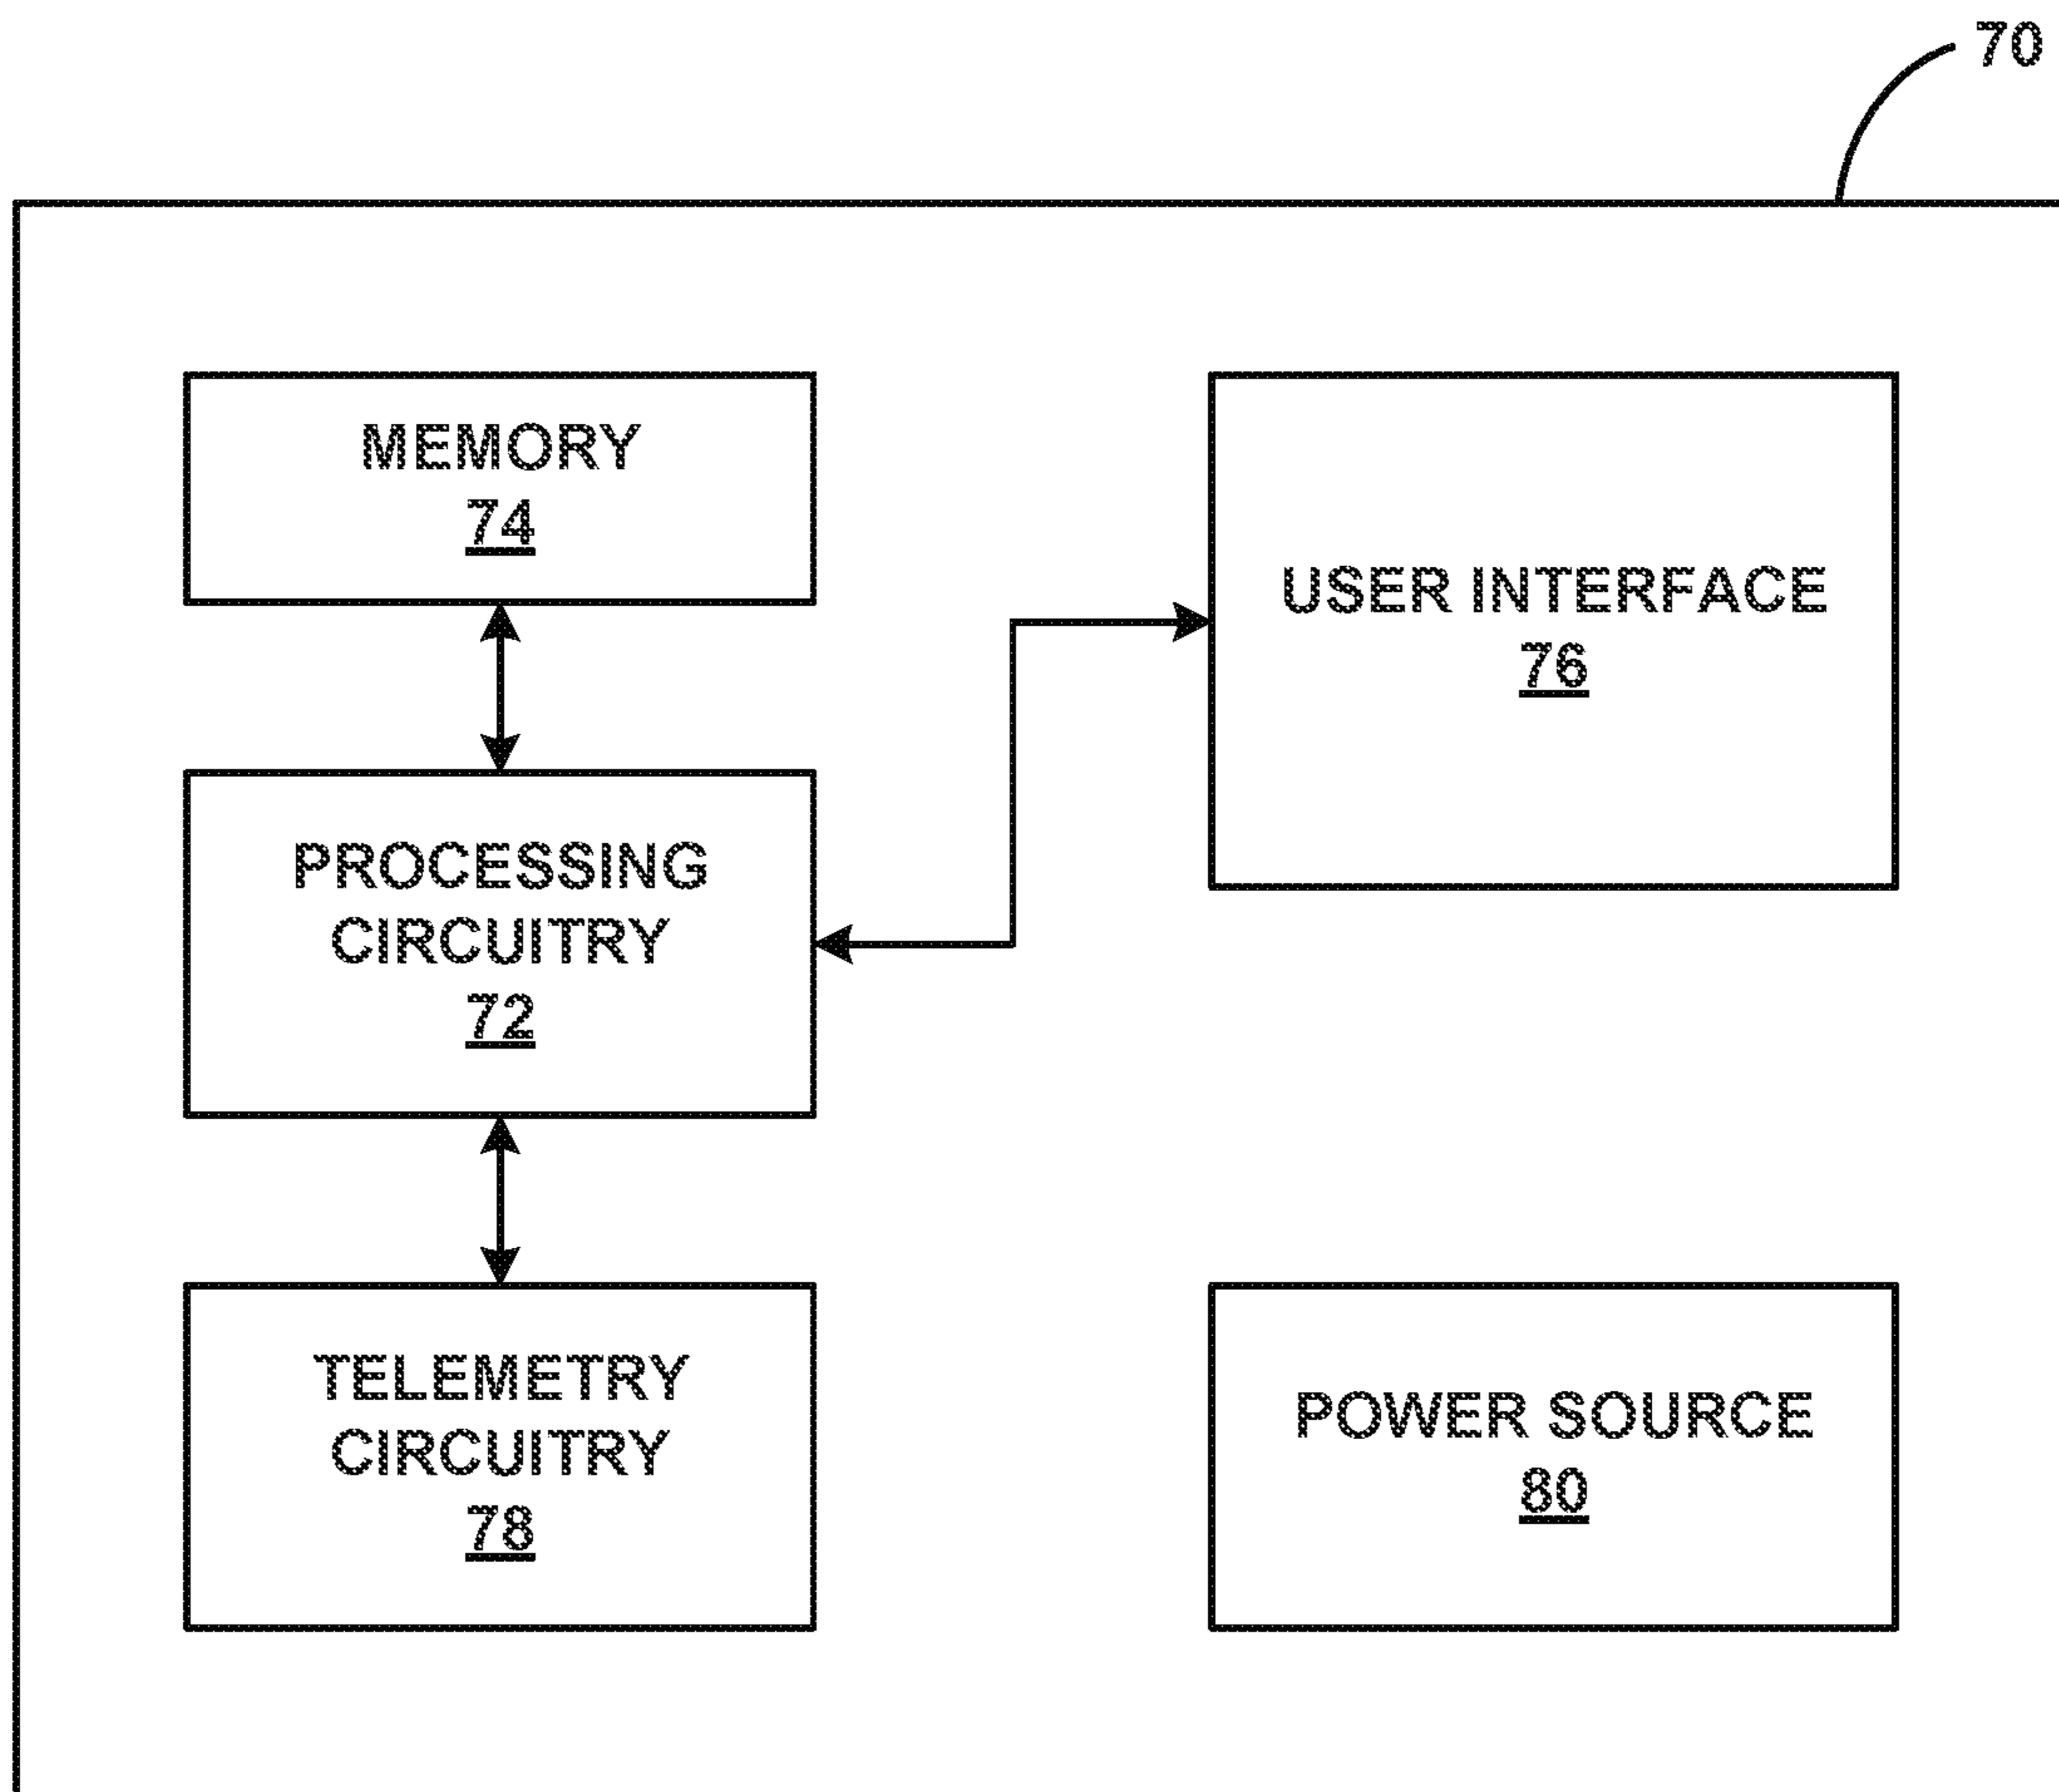 70
MEMORY
74
USER INTERFACE
76
PROCESSING
CIRCUITRY
72
TELEMETRY
CIRCUITRY
78
POWER SOURCE
80